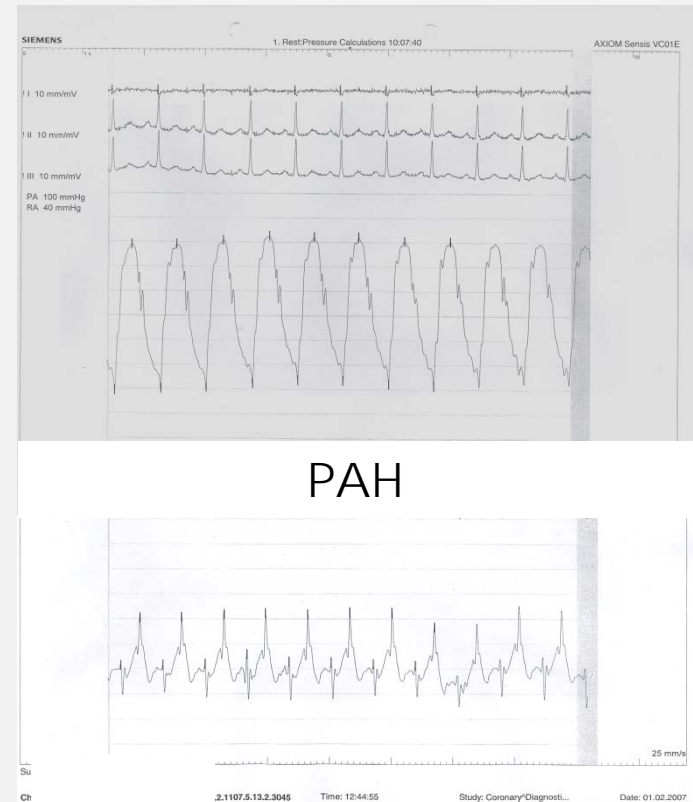 SIEMENS
1. Rest:Pressure Calculations 10:07:40
AXIOM Sensis VC01E
I 10 mm/mV
II 10 mm/mV
III 10 mm/mV
PA 100 mmHg
RA 40 mmHg
PAH
25 mm/s
Su
Ch .2.1107.5.13.2.3045 Time: 12:44:55 Study: Coronary^Diagnosti... Date: 01.02.2007